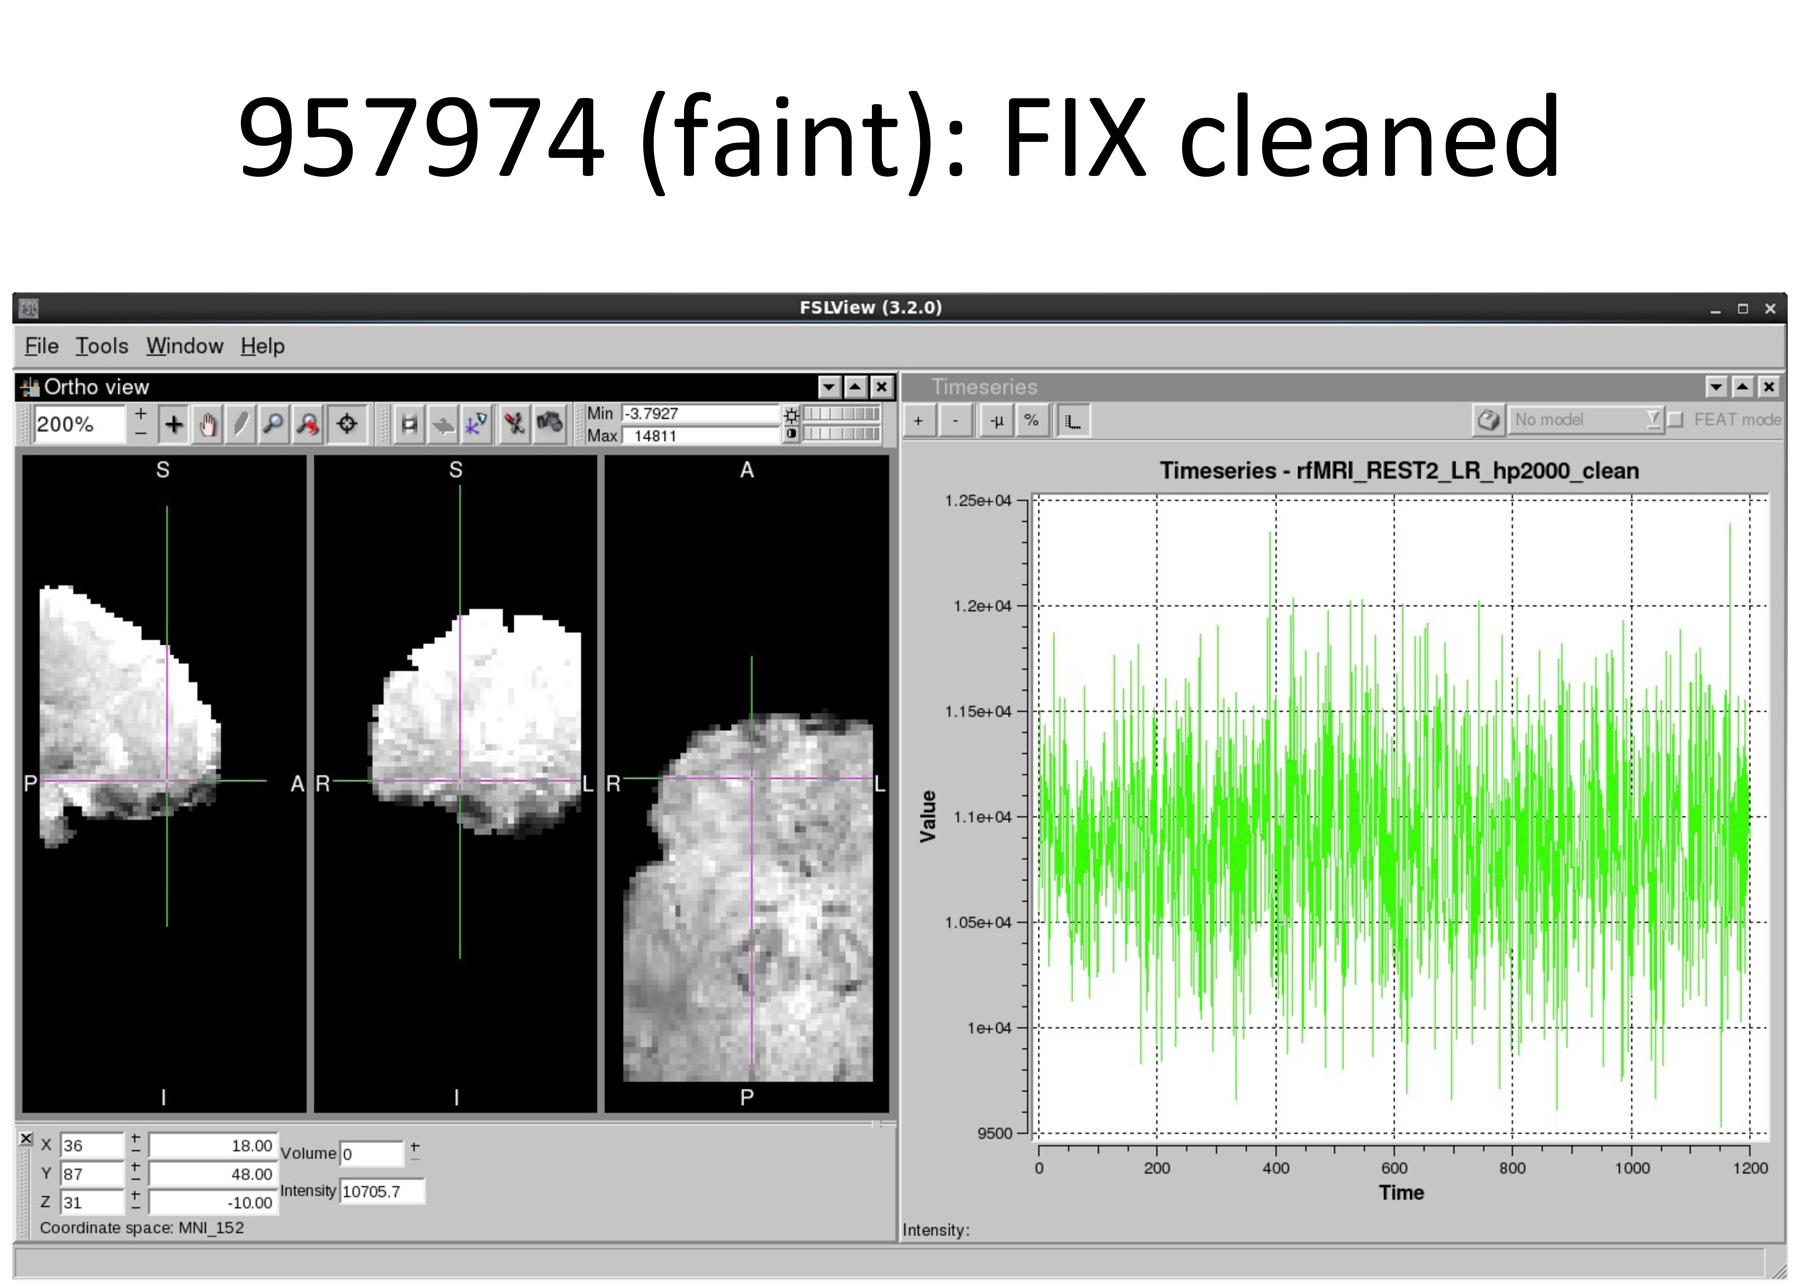 957974 (faint): FIX cleaned
FSL
FSLView (3.2.0)
File Tools Window Help
Ortho view
200%
+
-
Min -3.7927
Max 14811
S
S
A
P
A
R
L
R
L
I
I
P
X 36 18.00
Y 87 48.00
Z 31 -10.00
Volume 0
Intensity 10705.7
Coordinate space: MNI_152
Timeseries
+ - -μ %
No model
FEAT mode
Timeseries - rfMRI_REST2_LR_hp2000_clean
1.25e+04
1.2e+04
1.15e+04
1.1e+04
1.05e+04
1e+04
9500
Value
0 200 400 600 800 1000 1200
Time
Intensity: